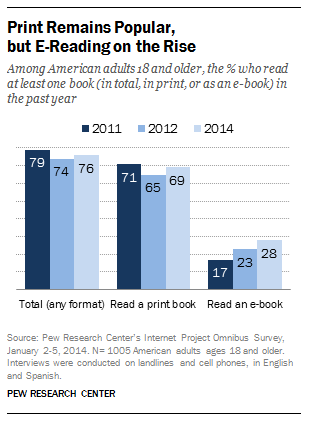 Print Remains Popular,
but E-Reading on the Rise
Among American adults 18 and older, the % who read
at least one book (in total, in print, or as an e-book) in
the past year
2011 2012 2014
79 74 76 71 65 69 17 23 28
Total (any format) Read a print book Read an e-book
Source: Pew Research Center's Internet Project Omnibus Survey,
January 2-5, 2014. N= 1005 American adults ages 18 and older.
Interviews were conducted on landlines and cell phones, in English
and Spanish.
PEW RESEARCH CENTER